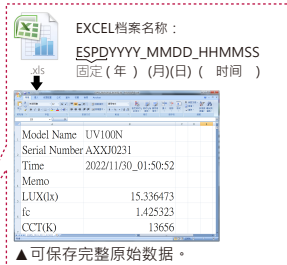 EXCEL档案名称：
ESPDYYYY_MMDD_HHMMSS
.xls 固定 ( 年 ) (月)(日) ( 时间 )
Model Name UV100N
Serial Number AXXJ0231
Time 2022/11/30_01:50:52
Memo
LUX(lx) 15.336473
fc 1.425323
CCT(K) 13656
▲可保存完整原始数据。